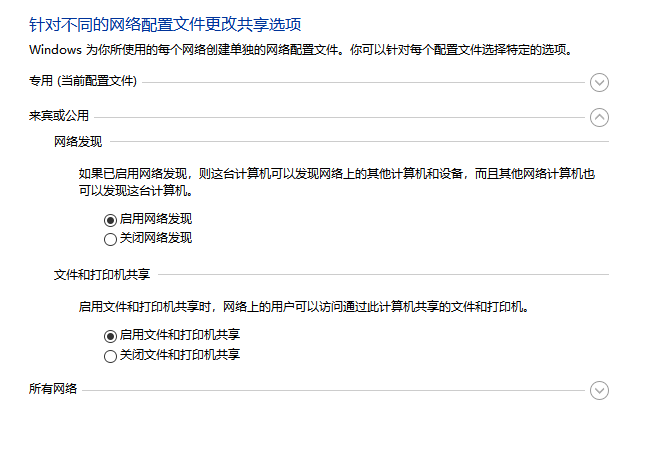 针对不同的网络配置文件更改共享选项
Windows 为你所使用的每个网络创建单独的网络配置文件。你可以针对每个配置文件选择特定的选项。
专用 (当前配置文件)
来宾或公用
网络发现
如果已启用网络发现，则这台计算机可以发现网络上的其他计算机和设备，而且其他网络计算机也
可以发现这台计算机。
启用网络发现
关闭网络发现
文件和打印机共享
启用文件和打印机共享时，网络上的用户可以访问通过此计算机共享的文件和打印机。
启用文件和打印机共享
关闭文件和打印机共享
所有网络